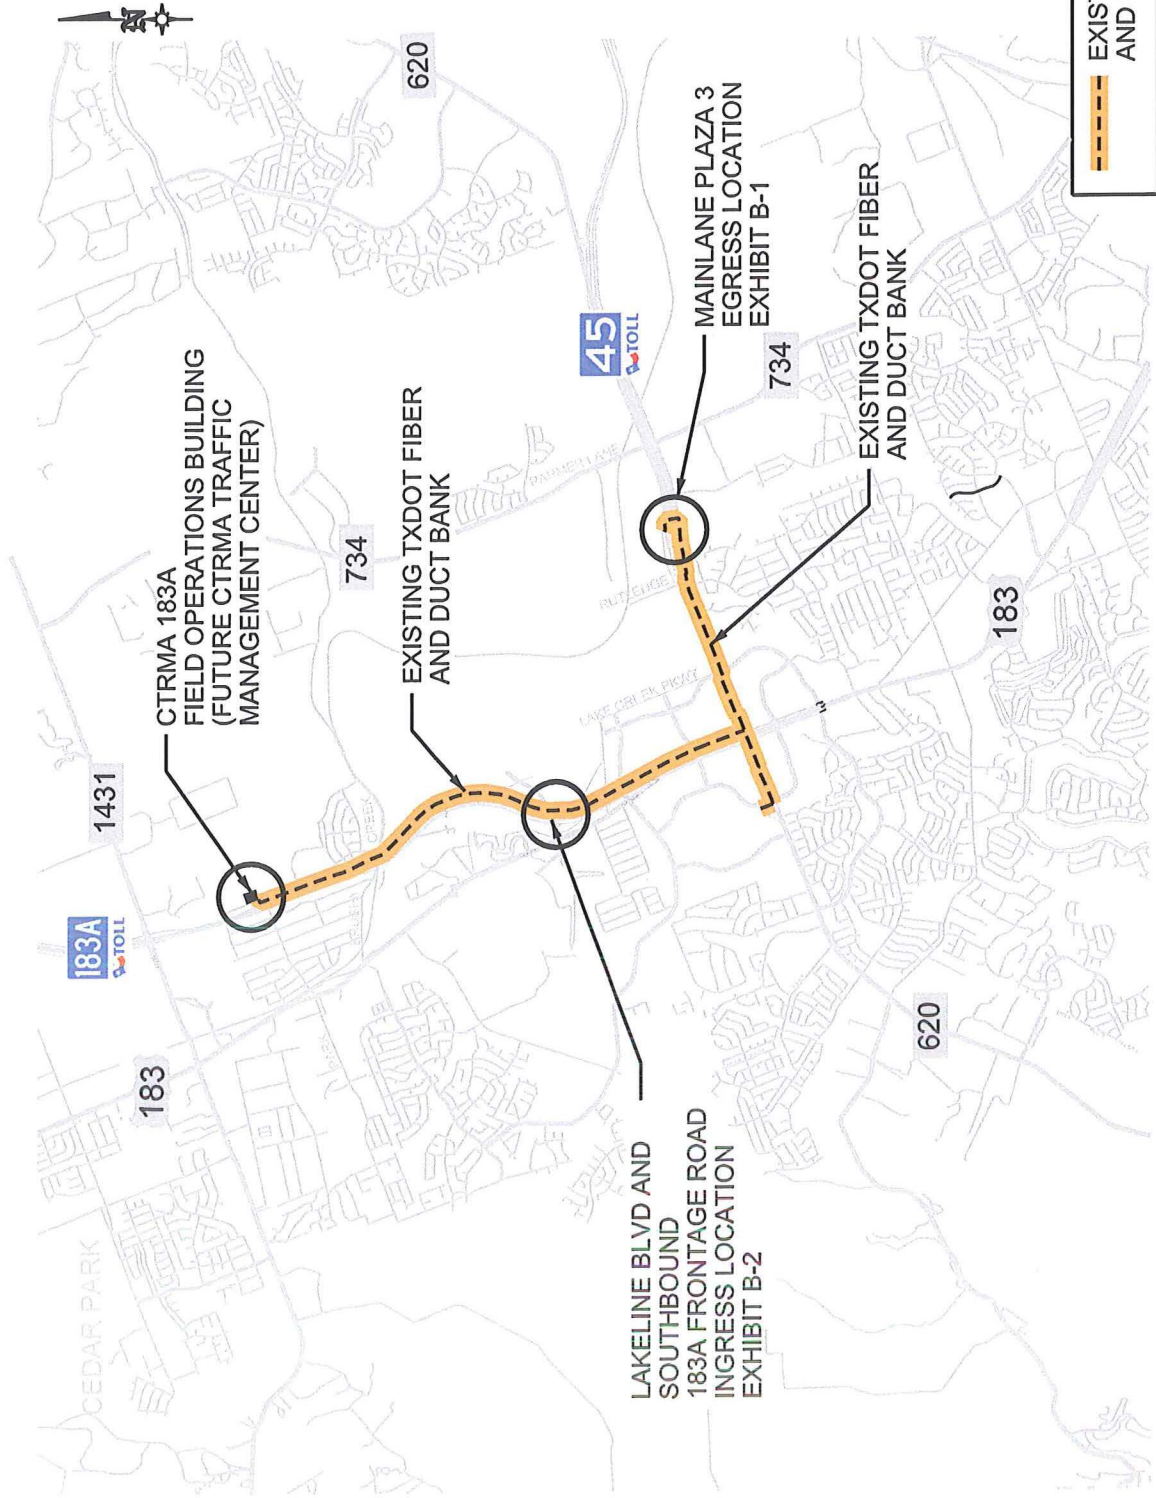 CEDAR PARK
183
183A
TOLL
1431
CTRMA 183A
FIELD OPERATIONS BUILDING
(FUTURE CTRMA TRAFFIC
MANAGEMENT CENTER)
734
EXISTING TXDOT FIBER
AND DUCT BANK
620
N
LAKELINE BLVD AND
SOUTHBOUND
183A FRONTAGE ROAD
INGRESS LOCATION
EXHIBIT B-2
LAKE CREEK PKWY
RUTLEDGE
PARMER LANE
45
TOLL
MAINLANE PLAZA 3
EGRESS LOCATION
EXHIBIT B-1
734
EXISTING TXDOT FIBER
AND DUCT BANK
620
183
EXIST
AND